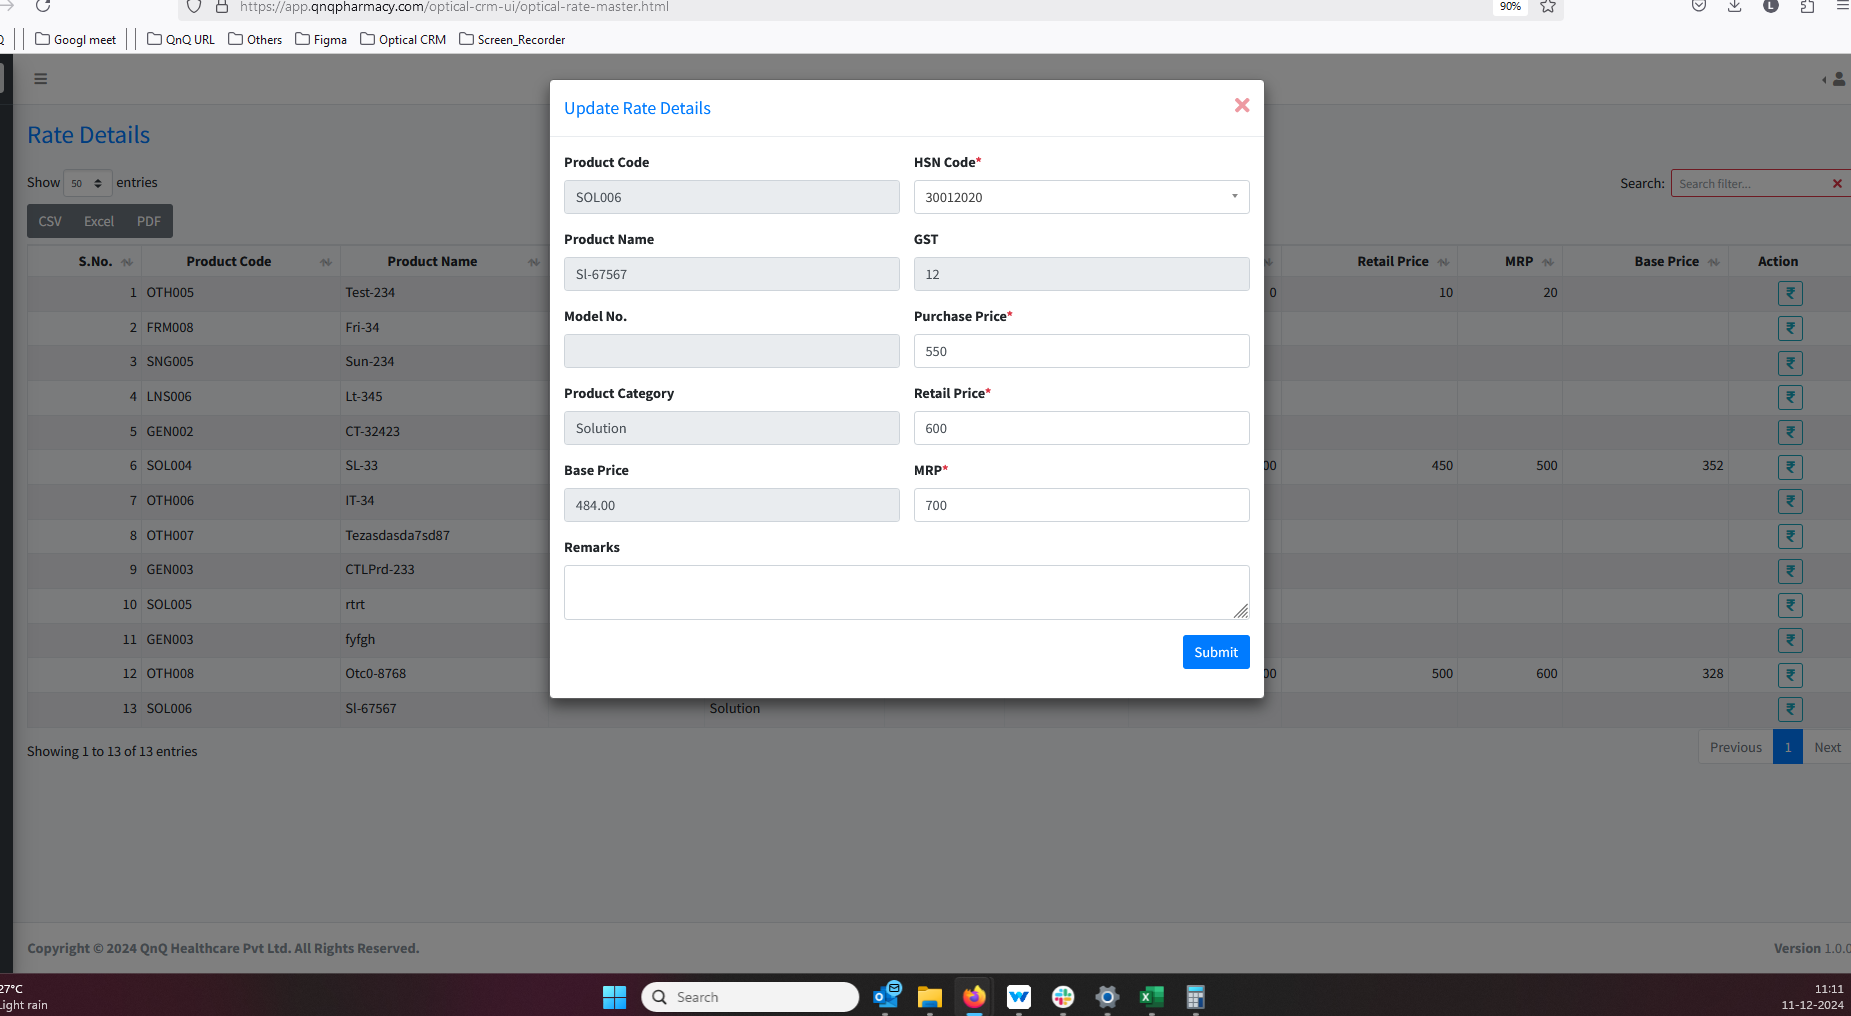 https://app.qnqpharmacy.com/optical-crm-ui/optical-rate-master.html
90%
L
Googl meet
QnQ URL
Others
Figma
Optical CRM
Screen_Recorder
Rate Details
Show 50 entries
Search: Search filter...
CSV Excel PDF
S.No. Product Code Product Name Retail Price MRP Base Price Action
1 OTH005 Test-234 0 10 20 ₹
2 FRM008 Fri-34 ₹
3 SNG005 Sun-234 ₹
4 LNS006 Lt-345 ₹
5 GEN002 CT-32423 ₹
6 SOL004 SL-33 00 450 500 352 ₹
7 OTH006 IT-34 ₹
8 OTH007 Tezasdasda7sd87 ₹
9 GEN003 CTLPrd-233 ₹
10 SOL005 rtrt ₹
11 GEN003 fyfgh ₹
12 OTH008 Otc0-8768 00 500 600 328 ₹
13 SOL006 Sl-67567 Solution ₹
Showing 1 to 13 of 13 entries
Previous 1 Next
Update Rate Details
Product Code
SOL006
HSN Code*
30012020
Product Name
Sl-67567
GST
12
Model No.
Purchase Price*
550
Product Category
Solution
Retail Price*
600
Base Price
484.00
MRP*
700
Remarks
Submit
Copyright © 2024 QnQ Healthcare Pvt Ltd. All Rights Reserved.
Version 1.0.0
27°C
Light rain
Search
11:11
11-12-2024